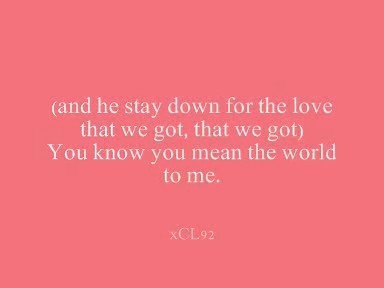 (and he stay down for the love
that we got, that we got)
You know you mean the world
to me.
xCL92